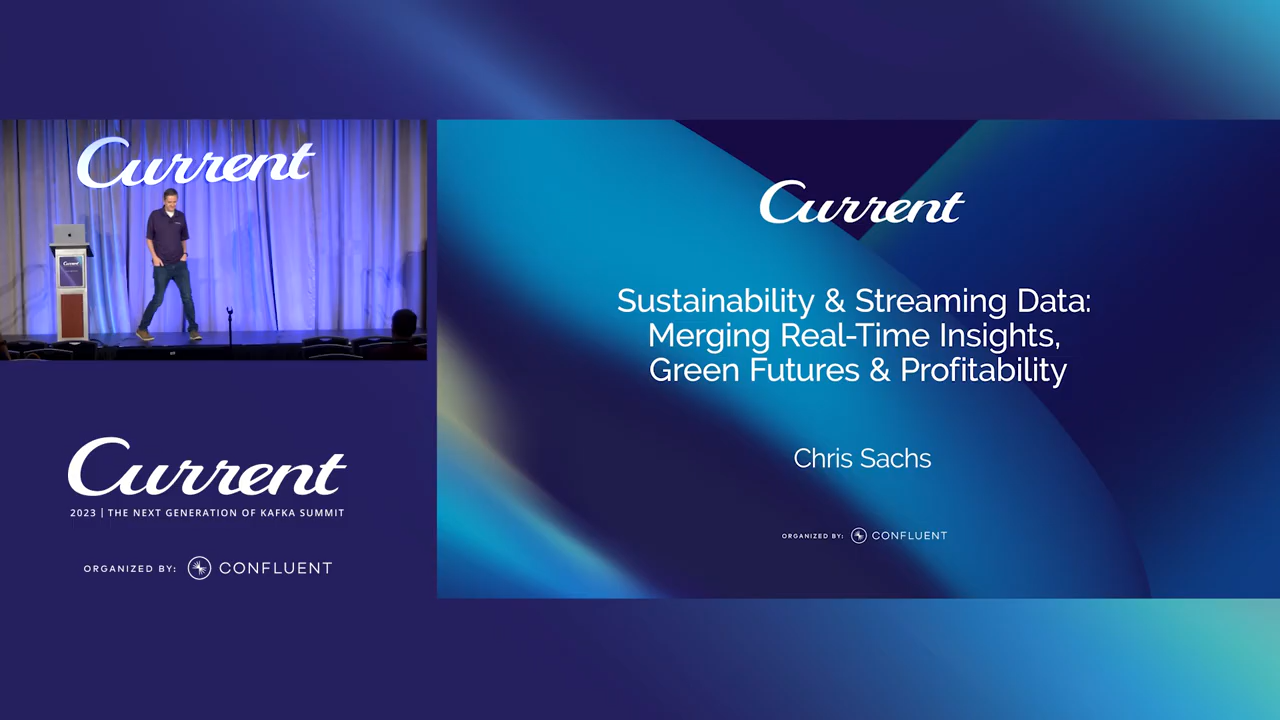 Current
Current
2023 | THE NEXT GENERATION OF KAFKA SUMMIT
ORGANIZED BY: CONFLUENT
Current
Sustainability & Streaming Data:
Merging Real-Time Insights,
Green Futures & Profitability
Chris Sachs
ORGANIZED BY: CONFLUENT